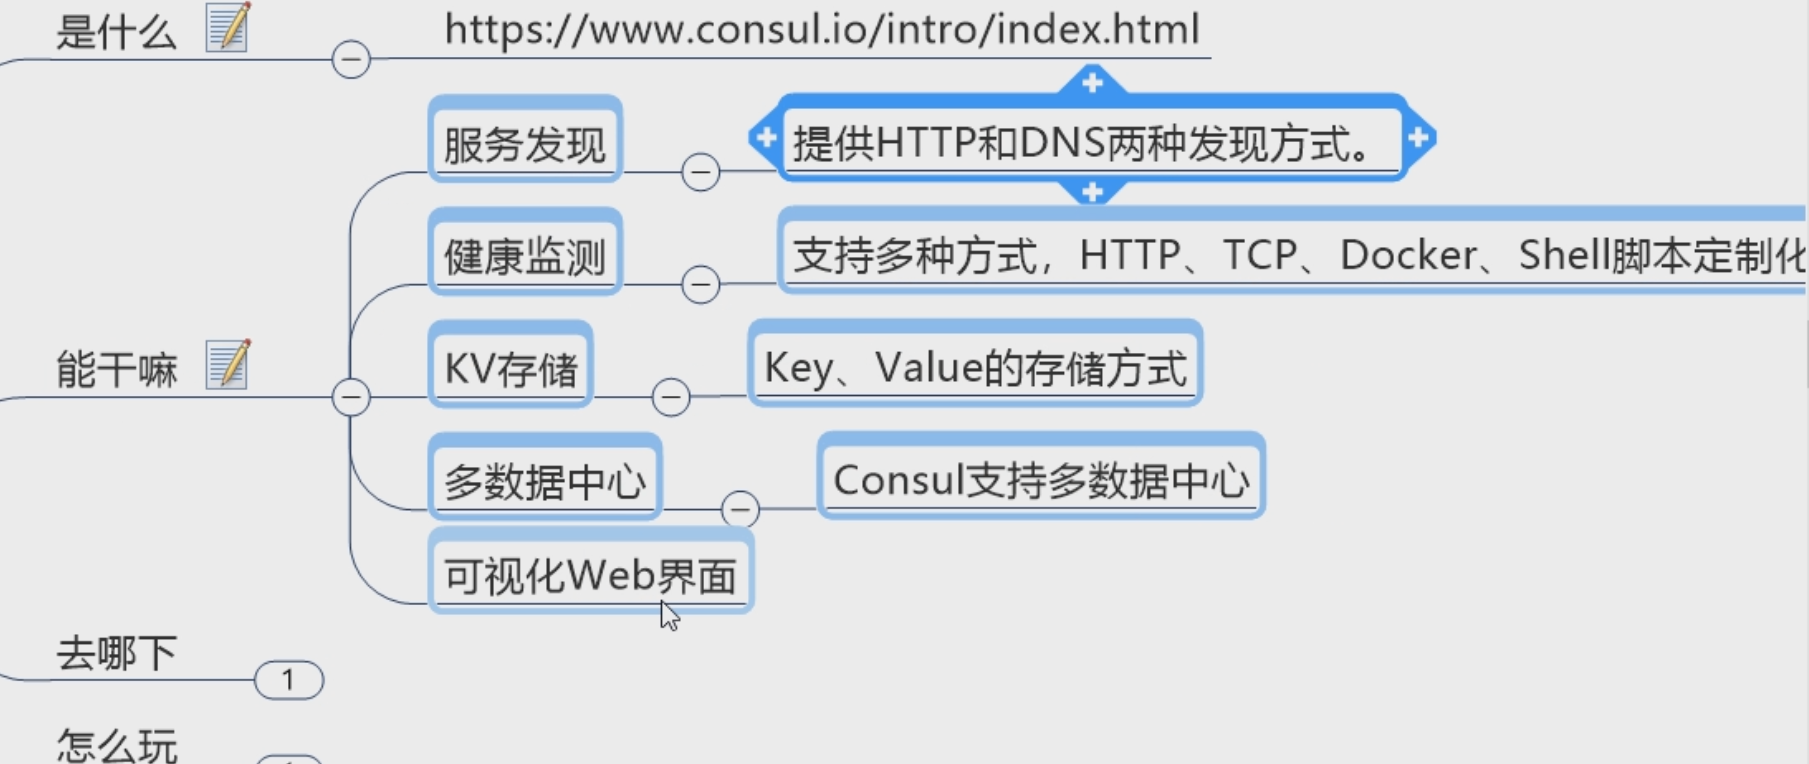 是什么
https://www.consul.io/intro/index.html
服务发现
提供HTTP和DNS两种发现方式。
健康监测
支持多种方式，HTTP、TCP、Docker、Shell脚本定制化
能干嘛
KV存储
Key、Value的存储方式
多数据中心
Consul支持多数据中心
可视化Web界面
去哪下
1
怎么玩